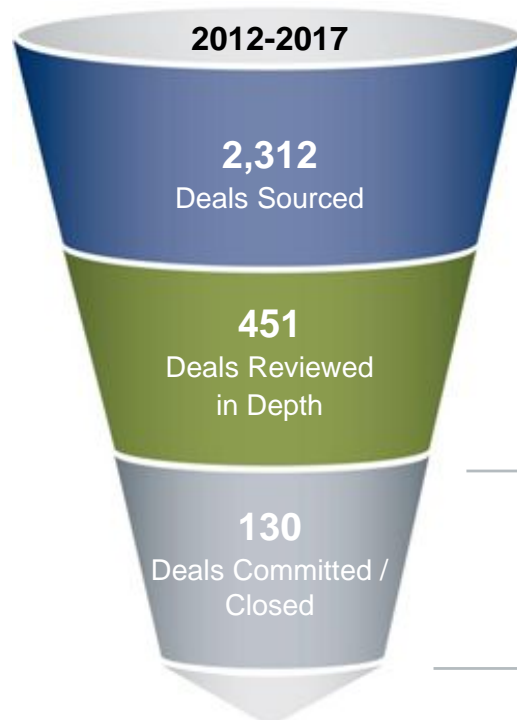 2012-2017
2,312
Deals Sourced
451
Deals Reviewed
in Depth
130
Deals Committed /
Closed